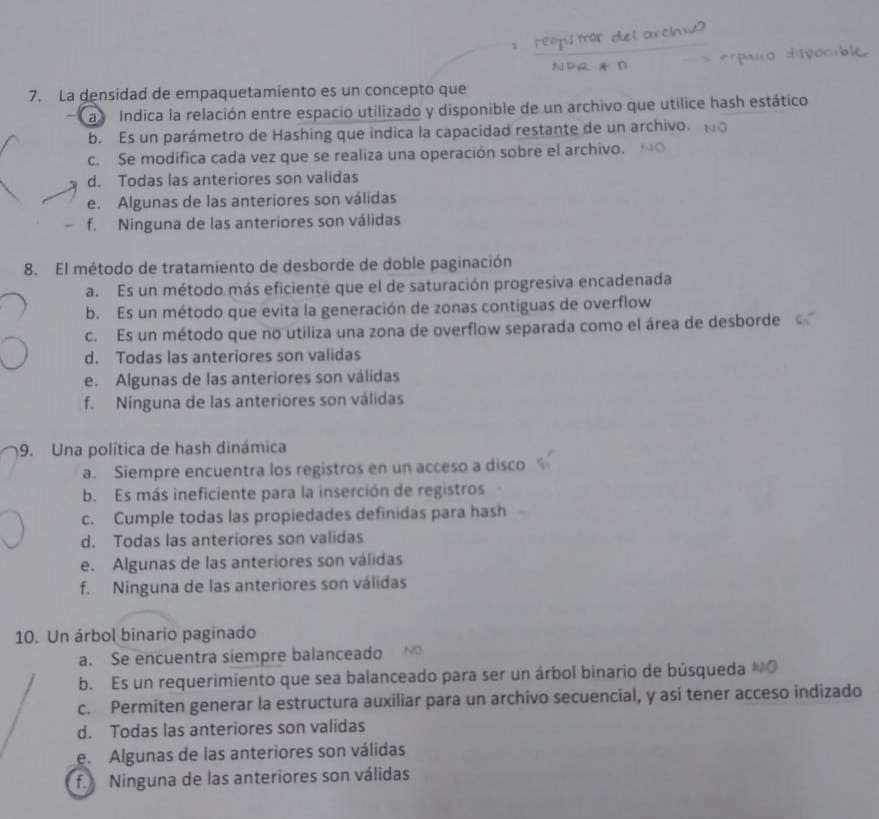 registros del archivo
NPR * n
espacio disponible
7. La densidad de empaquetamiento es un concepto que
a Indica la relación entre espacio utilizado y disponible de un archivo que utilice hash estático
b. Es un parámetro de Hashing que indica la capacidad restante de un archivo. NO
c. Se modifica cada vez que se realiza una operación sobre el archivo. NO
d. Todas las anteriores son validas
e. Algunas de las anteriores son válidas
f. Ninguna de las anteriores son válidas
8. El método de tratamiento de desborde de doble paginación
a. Es un método más eficiente que el de saturación progresiva encadenada
b. Es un método que evita la generación de zonas contiguas de overflow
c. Es un método que no utiliza una zona de overflow separada como el área de desborde
d. Todas las anteriores son validas
e. Algunas de las anteriores son válidas
f. Ninguna de las anteriores son válidas
9. Una política de hash dinámica
a. Siempre encuentra los registros en un acceso a disco
b. Es más ineficiente para la inserción de registros
c. Cumple todas las propiedades definidas para hash
d. Todas las anteriores son validas
e. Algunas de las anteriores son válidas
f. Ninguna de las anteriores son válidas
10. Un árbol binario paginado
a. Se encuentra siempre balanceado NO
b. Es un requerimiento que sea balanceado para ser un árbol binario de búsqueda NO
c. Permiten generar la estructura auxiliar para un archivo secuencial, y asi tener acceso indizado
d. Todas las anteriores son validas
e. Algunas de las anteriores son válidas
f. Ninguna de las anteriores son válidas